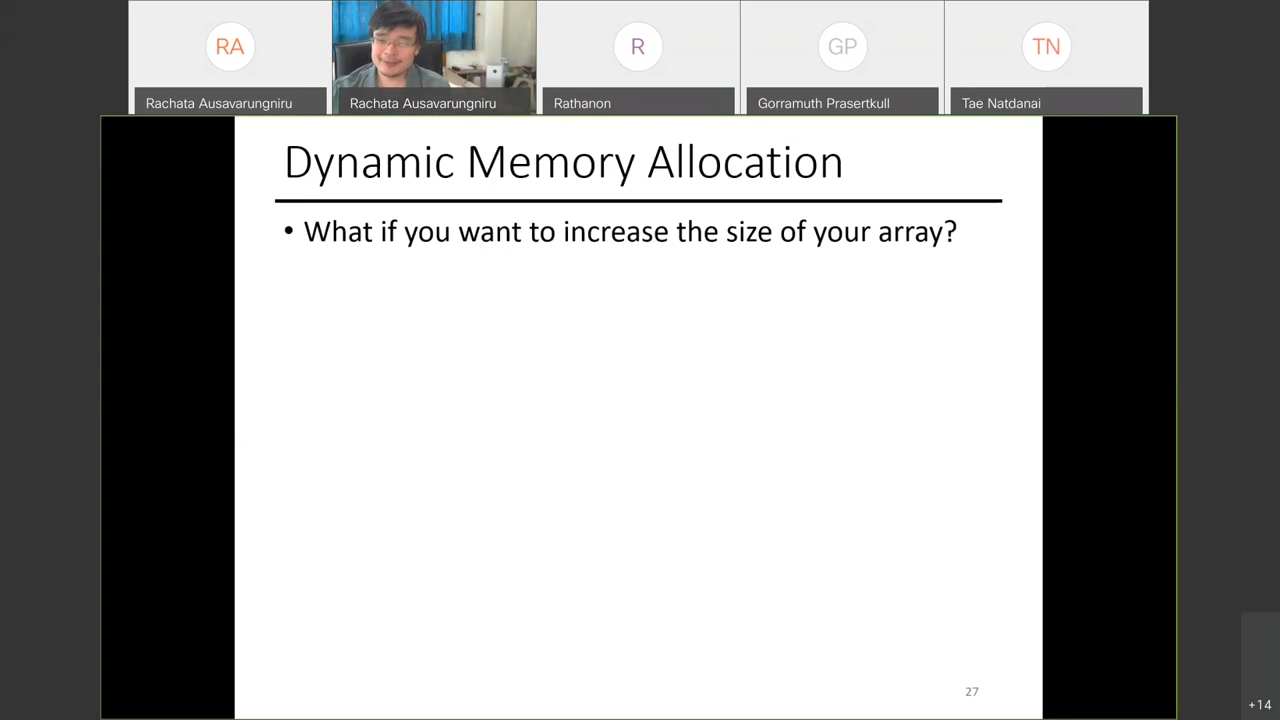 RA
R
GP
TN
Rachata Ausavarungniru
Rachata Ausavarungniru
Rathanon
Gorramuth Prasertkull
Tae Natdanai
Dynamic Memory Allocation
• What if you want to increase the size of your array?
27
+14